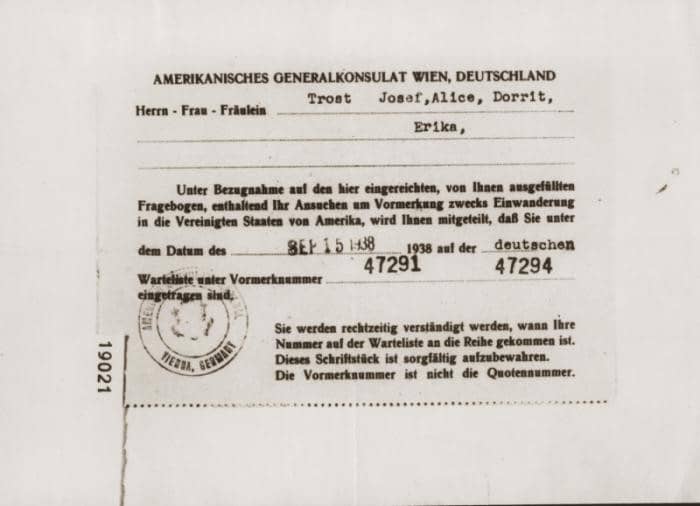 AMERIKANISCHES GENERALKONSULAT WIEN, DEUTSCHLAND
Herrn - Frau - Fräulein Trost Josef,Alice, Dorrit,
Erika,
Unter Bezugnahme auf den hier eingereichten, von Ihnen ausgefüllten
Fragebogen, enthaltend Ihr Ansuchen um Vormerkung zwecks Einwanderung
in die Vereinigten Staaten von Amerika, wird Ihnen mitgeteilt, daß Sie unter
dem Datum des SEP 15 1938 1938 auf der deutschen
Warteliste unter Vormerknummer 47291 47294
eingetragen sind.
VIENNA, GERMANY
Sie werden rechtzeitig verständigt werden, wann Ihre
Nummer auf der Warteliste an die Reihe gekommen ist.
Dieses Schriftstück ist sorgfältig aufzubewahren.
Die Vormerknummer ist nicht die Quotennummer.
19021